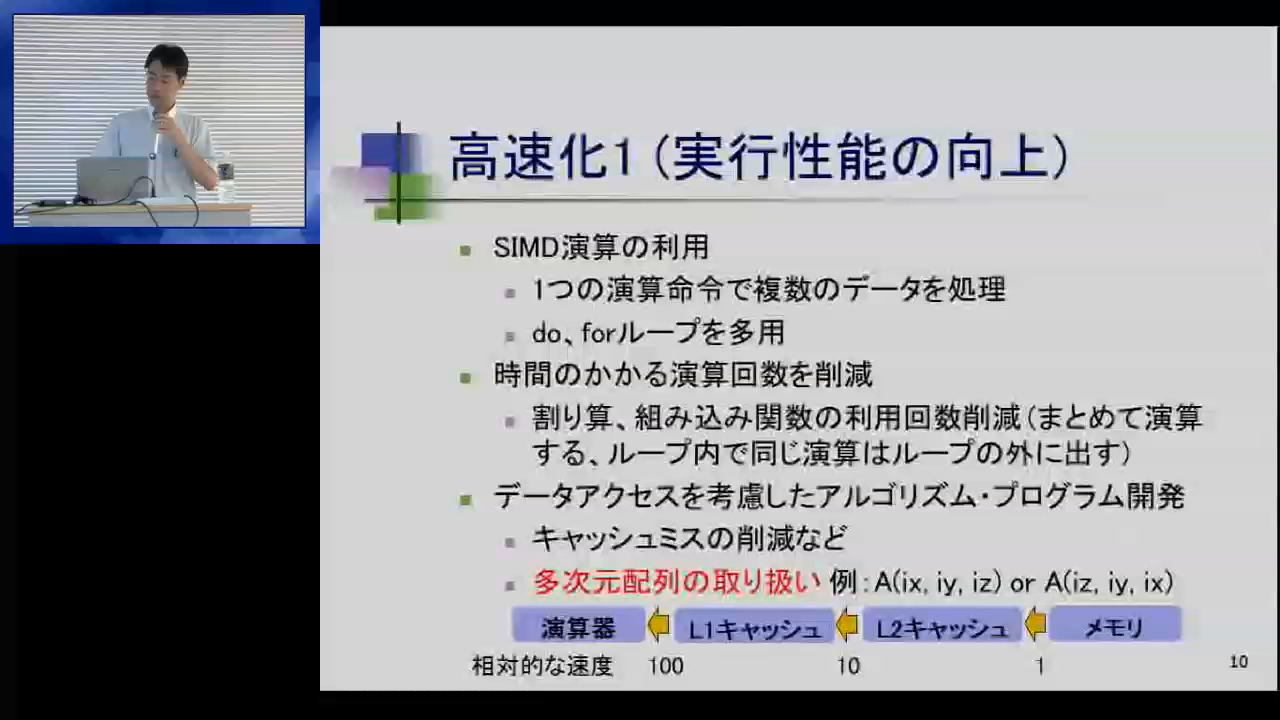 高速化1(実行性能の向上)
SIMD演算の利用
1つの演算命令で複数のデータを処理
do、forループを多用
時間のかかる演算回数を削減
割り算、組み込み関数の利用回数削減(まとめて演算
する、ループ内で同じ演算はループの外に出す)
データアクセスを考慮したアルゴリズム・プログラム開発
キャッシュミスの削減など
多次元配列の取り扱い 例:A(ix, iy, iz) or A(iz, iy, ix)
演算器 L1キャッシュ L2キャッシュ メモリ
相対的な速度 100 10 1
10